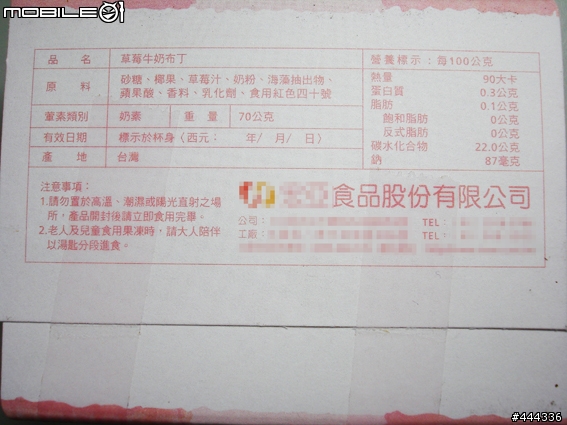 MOBILE01
品名 草莓牛奶布丁
原料 砂糖、椰果、草莓汁、奶粉、海藻抽出物、
蘋果酸、香料、乳化劑、食用紅色四十號
葷素類別 奶素 重量 70公克
有效日期 標示於杯身(西元: 年/ 月/ 日)
產地 台灣
營養標示:每100公克
熱量 90大卡
蛋白質 0.3公克
脂肪 0.1公克
飽和脂肪 0公克
反式脂肪 0公克
碳水化合物 22.0公克
鈉 87毫克
注意事項:
1.請勿置於高溫、潮濕或陽光直射之場
所,產品開封後請立即食用完畢。
2.老人及兒童食用果凍時,請大人陪伴
以湯匙分段進食。
食品股份有限公司
公司: TEL:
工廠: TEL:
#444336